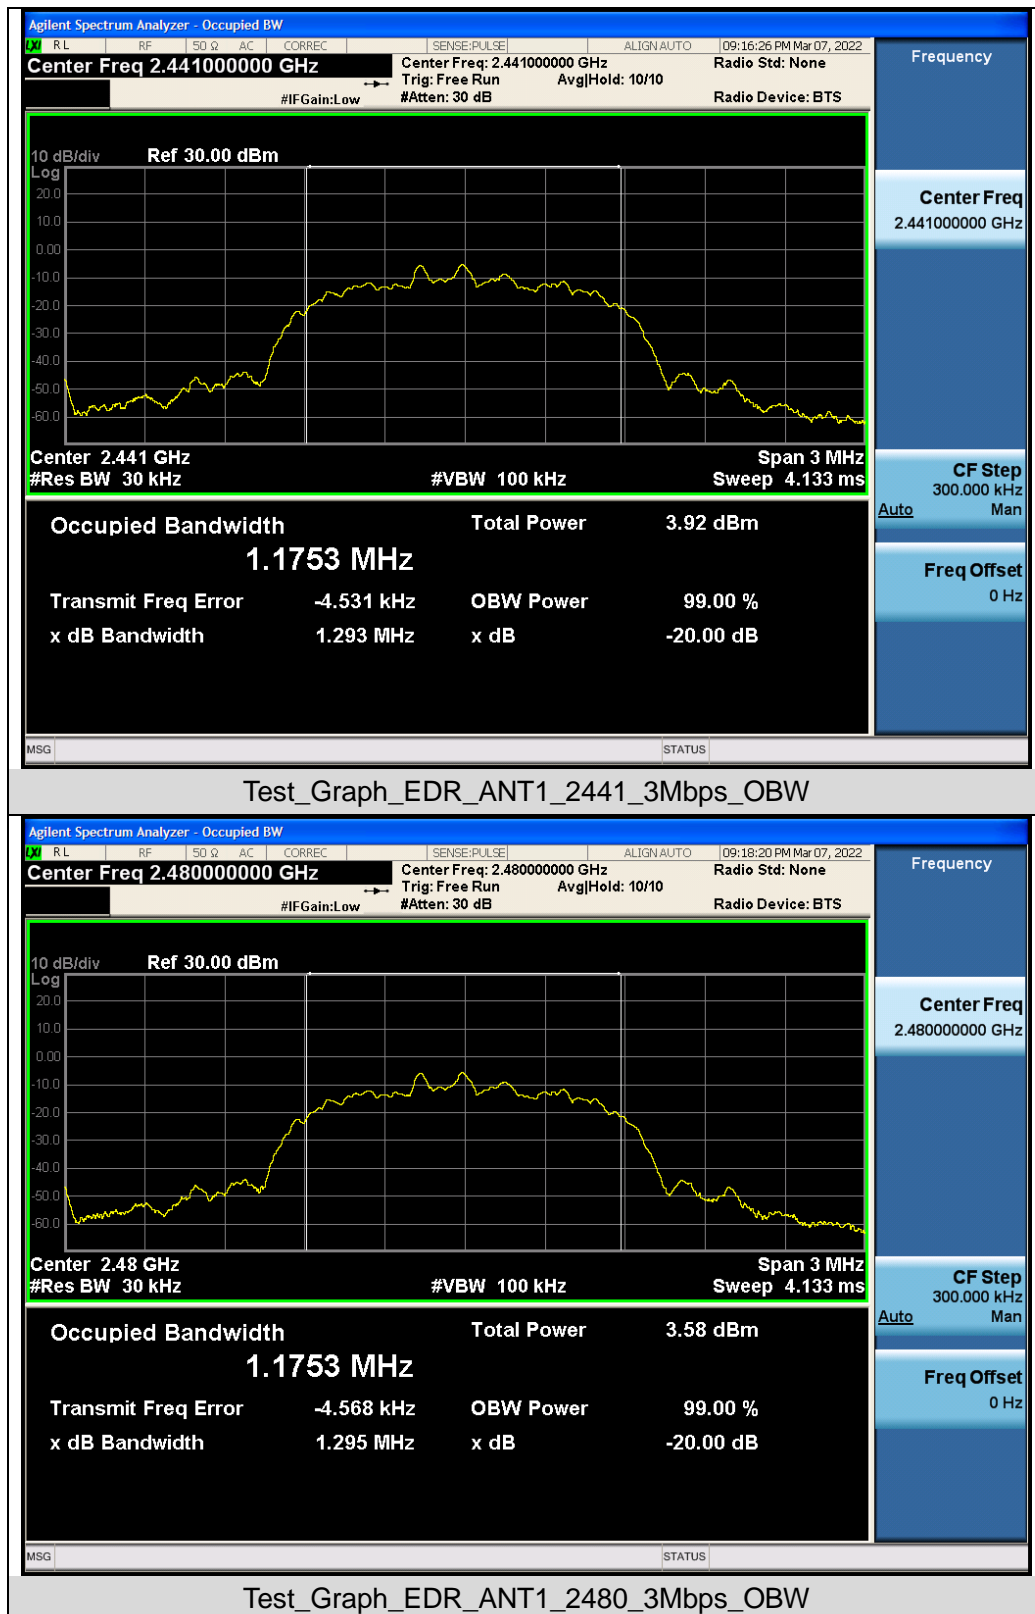 Agilent Spectrum Analyzer - Occupied BW
LXI RL RF 50 Ω AC CORREC SENSE:PULSE ALIGN AUTO 09:16:26 PM Mar 07, 2022
Center Freq 2.441000000 GHz Center Freq: 2.441000000 GHz Radio Std: None
Trig: Free Run Avg|Hold: 10/10
#IFGain:Low #Atten: 30 dB Radio Device: BTS
Frequency
10 dB/div Ref 30.00 dBm
Log
20.0
10.0
0.00
-10.0
-20.0
-30.0
-40.0
-50.0
-60.0
Center 2.441 GHz Span 3 MHz
#Res BW 30 kHz #VBW 100 kHz Sweep 4.133 ms
Center Freq
2.441000000 GHz
CF Step
300.000 kHz
Auto Man
Freq Offset
0 Hz
Occupied Bandwidth Total Power 3.92 dBm
1.1753 MHz
Transmit Freq Error -4.531 kHz OBW Power 99.00 %
x dB Bandwidth 1.293 MHz x dB -20.00 dB
MSG STATUS
Test_Graph_EDR_ANT1_2441_3Mbps_OBW
Agilent Spectrum Analyzer - Occupied BW
LXI RL RF 50 Ω AC CORREC SENSE:PULSE ALIGN AUTO 09:18:20 PM Mar 07, 2022
Center Freq 2.480000000 GHz Center Freq: 2.480000000 GHz Radio Std: None
Trig: Free Run Avg|Hold: 10/10
#IFGain:Low #Atten: 30 dB Radio Device: BTS
Frequency
10 dB/div Ref 30.00 dBm
Log
20.0
10.0
0.00
-10.0
-20.0
-30.0
-40.0
-50.0
-60.0
Center 2.48 GHz Span 3 MHz
#Res BW 30 kHz #VBW 100 kHz Sweep 4.133 ms
Center Freq
2.480000000 GHz
CF Step
300.000 kHz
Auto Man
Freq Offset
0 Hz
Occupied Bandwidth Total Power 3.58 dBm
1.1753 MHz
Transmit Freq Error -4.568 kHz OBW Power 99.00 %
x dB Bandwidth 1.295 MHz x dB -20.00 dB
MSG STATUS
Test_Graph_EDR_ANT1_2480_3Mbps_OBW